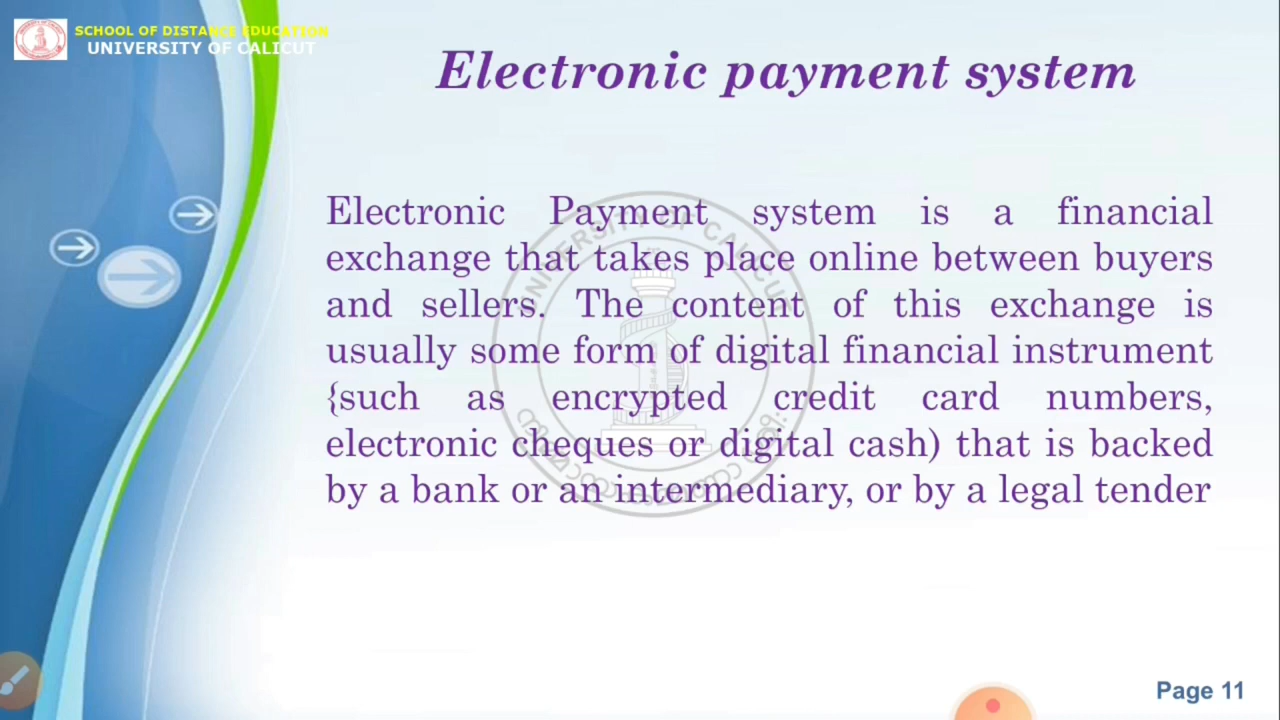 SCHOOL OF DISTANCE EDUCATION
UNIVERSITY OF CALICUT
Electronic payment system
Electronic Payment system is a financial
exchange that takes place online between buyers
and sellers. The content of this exchange is
usually some form of digital financial instrument
{such as encrypted credit card numbers,
electronic cheques or digital cash) that is backed
by a bank or an intermediary, or by a legal tender
UNIVERSITY OF CALICUT
Page 11